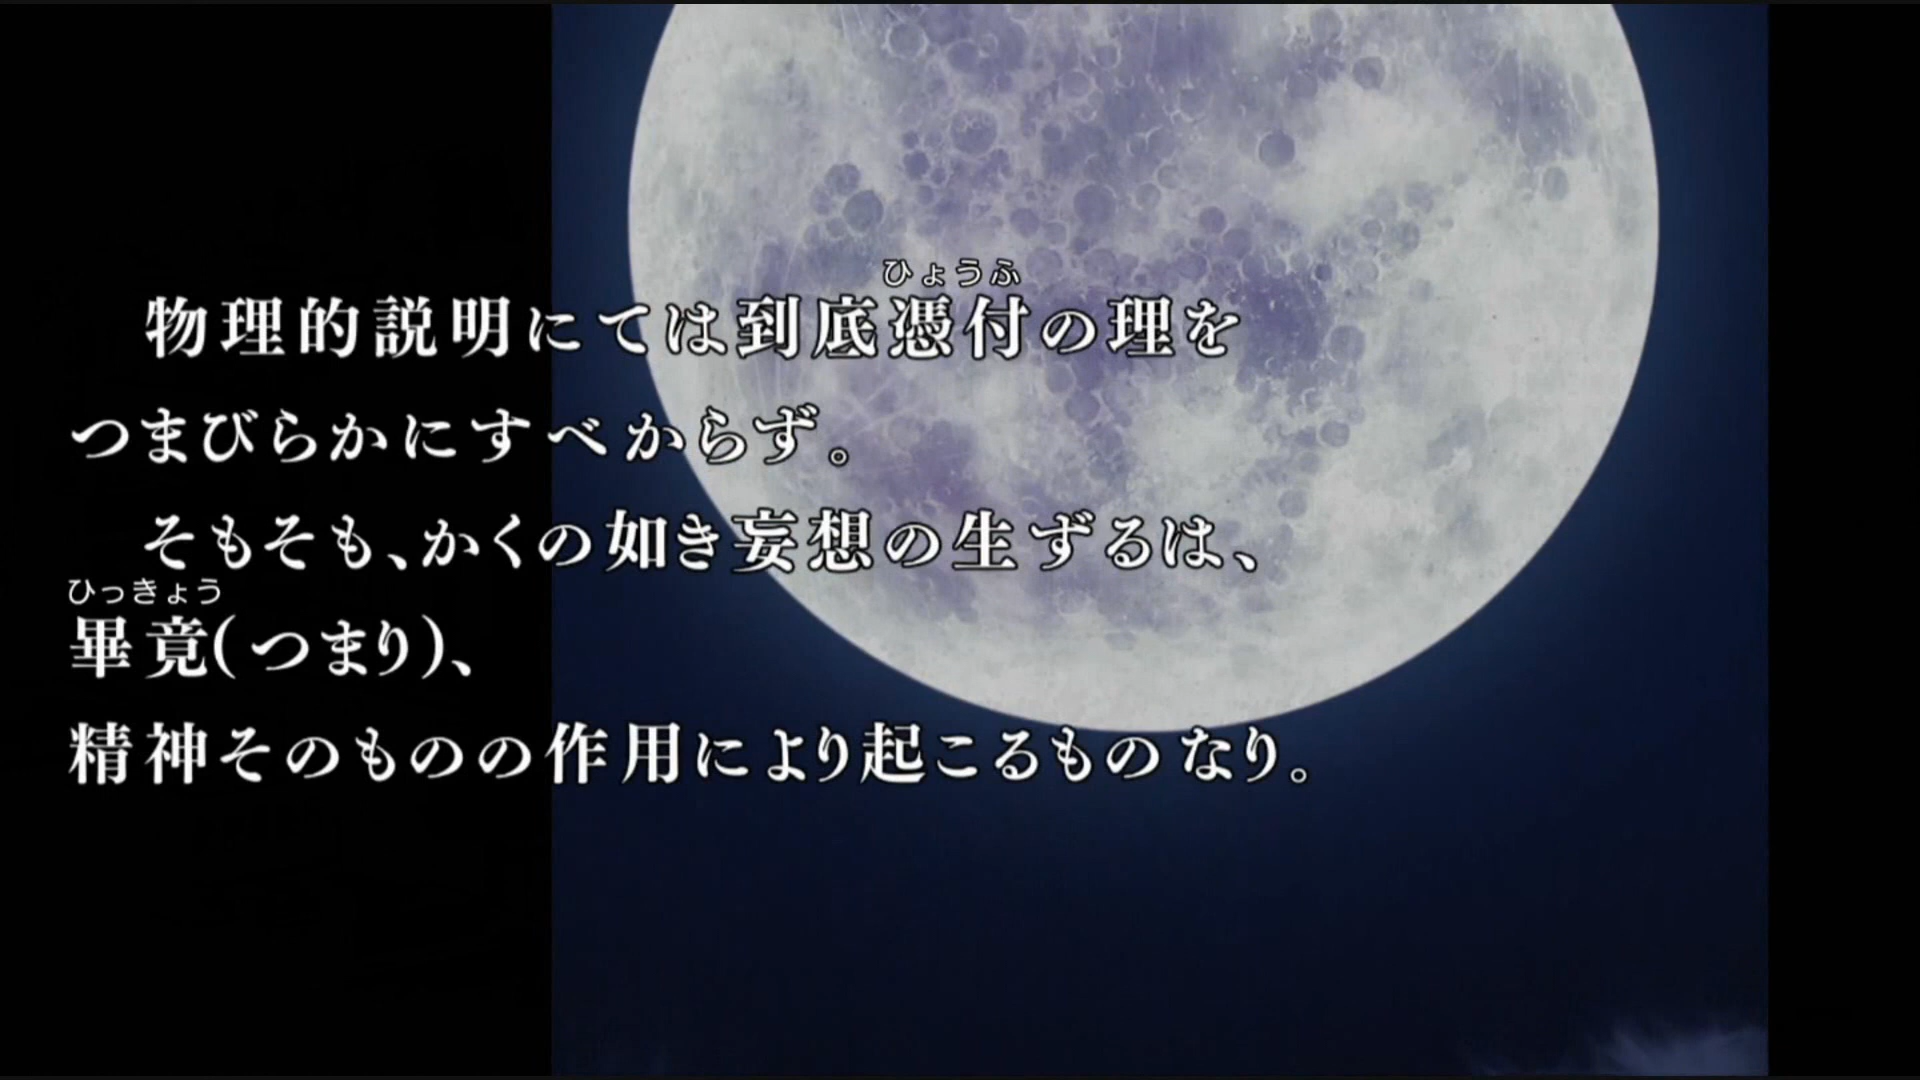 ひょうふ
物理的説明にては到底憑付の理を
つまびらかにすべからず。
そもそも、かくの如き妄想の生ずるは、
ひっきょう
畢竟(つまり)、
精神そのものの作用により起こるものなり。